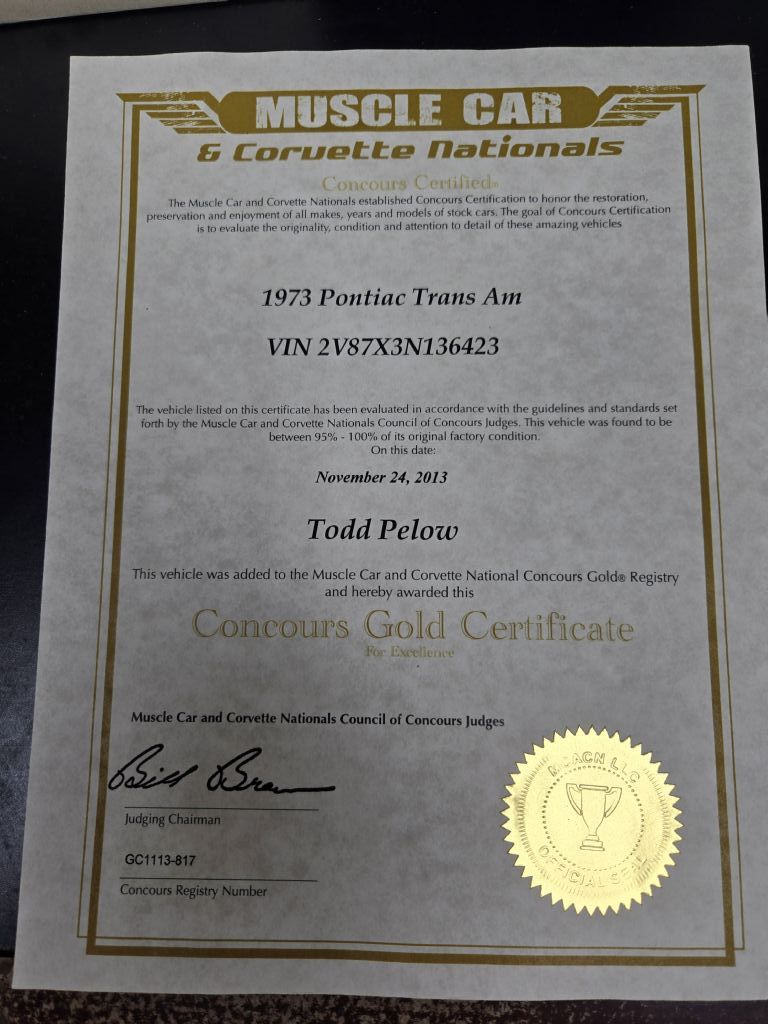 MUSCLE CAR
& Corvette Nationals
Concours Certified®
The Muscle Car and Corvette Nationals established Concours Certification to honor the restoration,
preservation and enjoyment of all makes, years and models of stock cars. The goal of Concours Certification
is to evaluate the originality, condition and attention to detail of these amazing vehicles
1973 Pontiac Trans Am
VIN 2V87X3N136423
The vehicle listed on this certificate has been evaluated in accordance with the guidelines and standards set
forth by the Muscle Car and Corvette Nationals Council of Concours Judges. This vehicle was found to be
between 95% - 100% of its original factory condition.
On this date:
November 24, 2013
Todd Pelow
This vehicle was added to the Muscle Car and Corvette National Concours Gold® Registry
and hereby awarded this
Concours Gold Certificate
For Excellence
Muscle Car and Corvette Nationals Council of Concours Judges
Bill
Judging Chairman
GC1113-817
Concours Registry Number
MCACN LLC
OFFICIAL SEAL